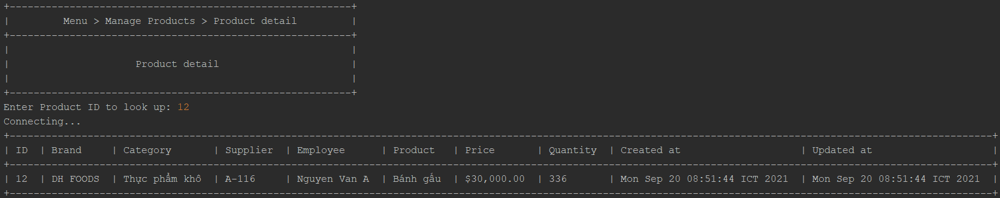 Menu > Manage Products > Product detail
Product detail
Enter Product ID to look up: 12
Connecting...
| ID | Brand | Category | Supplier | Employee | Product | Price | Quantity | Created at | Updated at |
| 12 | DH FOODS | Thực phẩm khô | A-116 | Nguyen Van A | Bánh gấu | $30,000.00 | 336 | Mon Sep 20 08:51:44 ICT 2021 | Mon Sep 20 08:51:44 ICT 2021 |